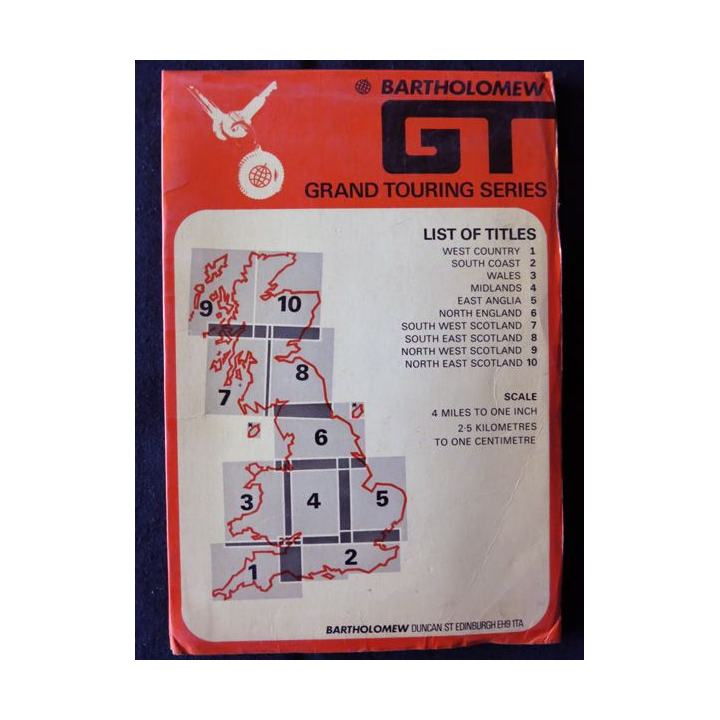 BARTHOLOMEW
GT
GRAND TOURING SERIES
LIST OF TITLES
WEST COUNTRY 1
SOUTH COAST 2
WALES 3
MIDLANDS 4
EAST ANGLIA 5
NORTH ENGLAND 6
SOUTH WEST SCOTLAND 7
SOUTH EAST SCOTLAND 8
NORTH WEST SCOTLAND 9
NORTH EAST SCOTLAND 10
SCALE
4 MILES TO ONE INCH
2·5 KILOMETRES
TO ONE CENTIMETRE
9
10
8
7
6
3
4
5
2
1
BARTHOLOMEW DUNCAN ST EDINBURGH EH9 1TA